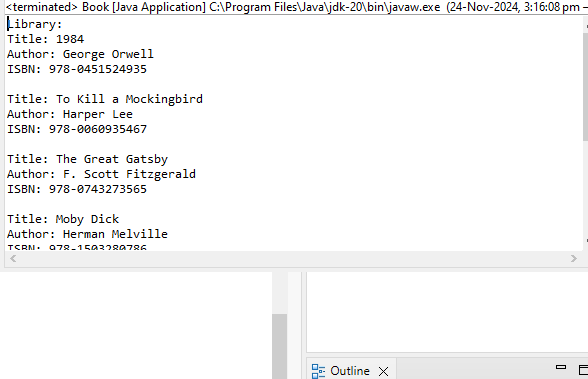 <terminated> Book [Java Application] C:\Program Files\Java\jdk-20\bin\javaw.exe (24-Nov-2024, 3:16:08 pm –
Library:
Title: 1984
Author: George Orwell
ISBN: 978-0451524935
Title: To Kill a Mockingbird
Author: Harper Lee
ISBN: 978-0060935467
Title: The Great Gatsby
Author: F. Scott Fitzgerald
ISBN: 978-0743273565
Title: Moby Dick
Author: Herman Melville
ISBN: 978-1503280786
Outline